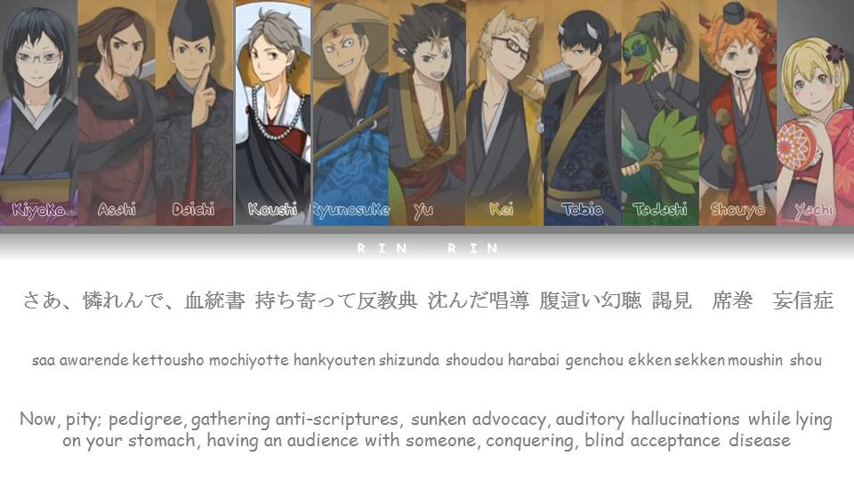 Kiyoko Asahi Daichi Koushi Ryunosuke Yu Kei Tobio Tadashi Shouyo Yachi
RIN RIN
さあ、憐れんで、血統書 持ち寄って反教典 沈んだ唱導 腹這い幻聴 謁見 席巻 妄信症
saa awarende kettousho mochiyotte hankyouten shizunda shoudou harabai genchou ekken sekken moushin shou
Now, pity; pedigree, gathering anti-scriptures, sunken advocacy, auditory hallucinations while lying
on your stomach, having an audience with someone, conquering, blind acceptance disease